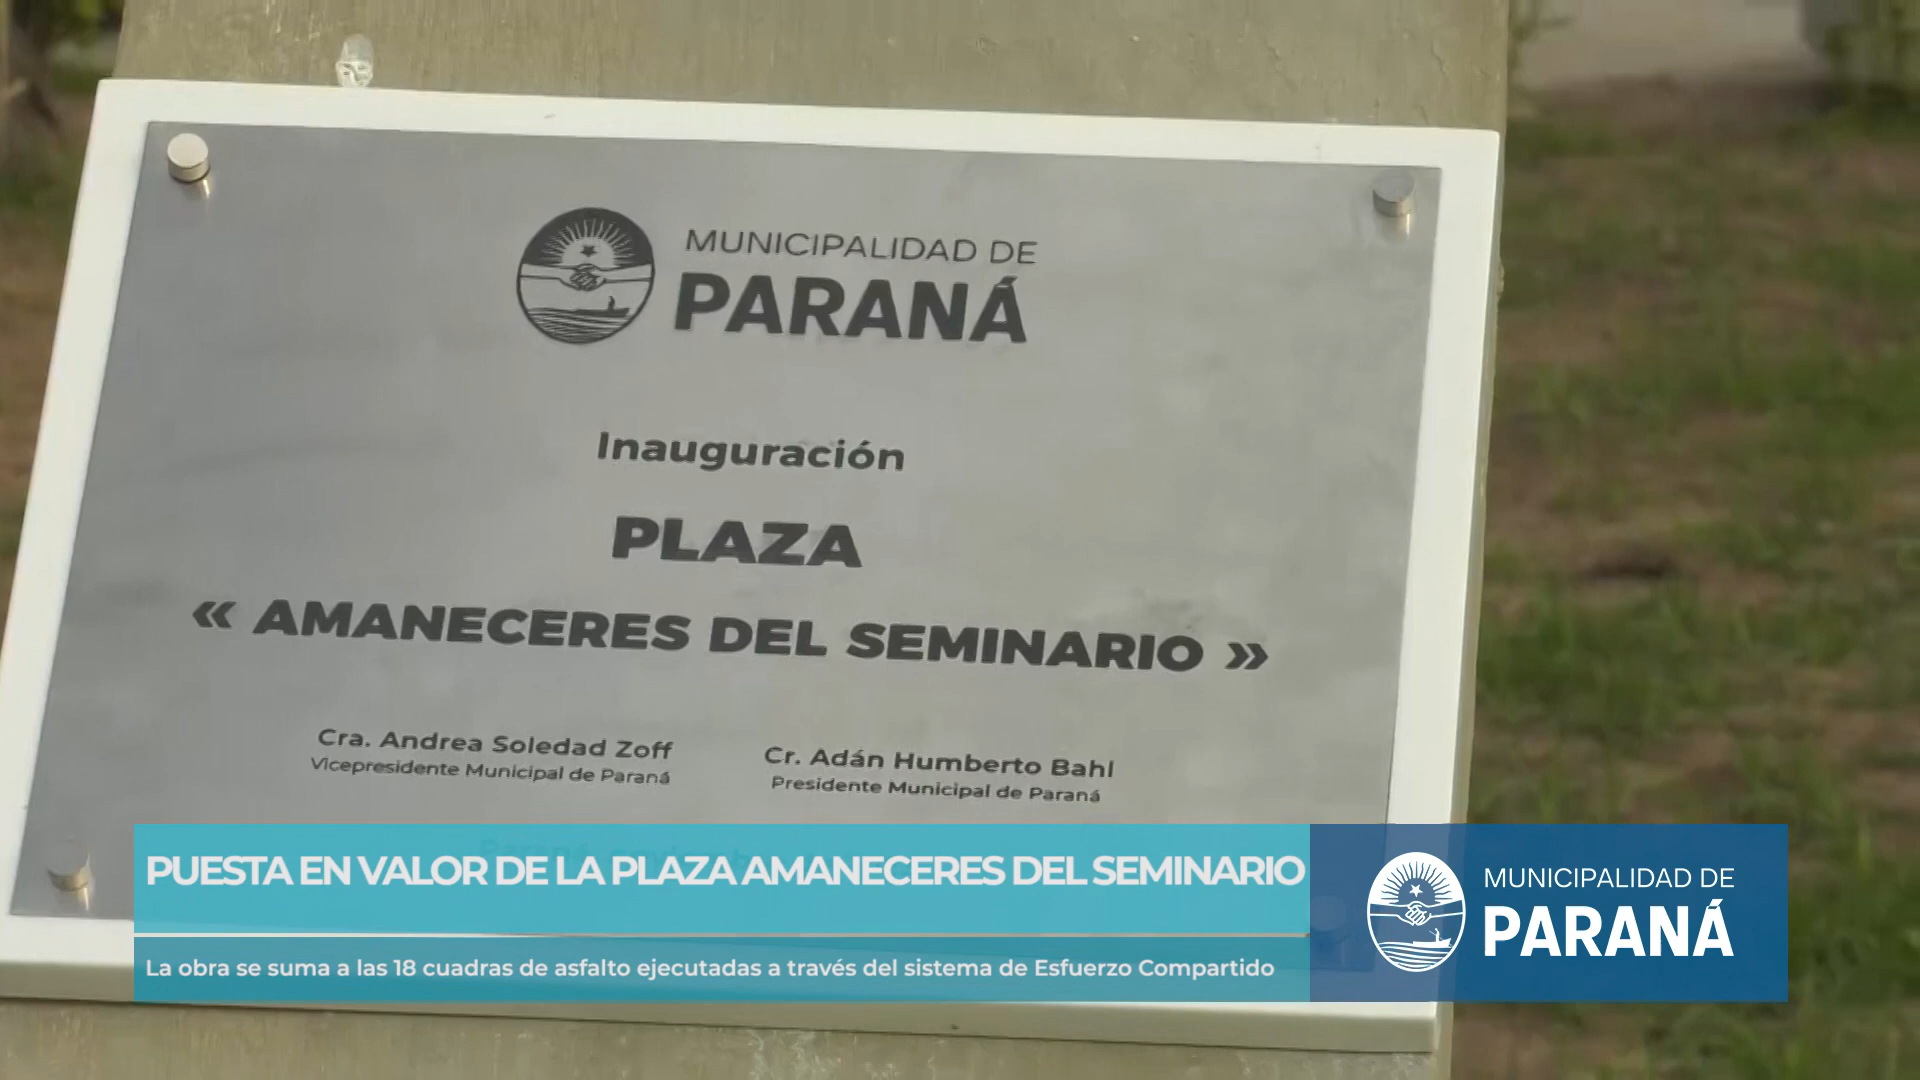 MUNICIPALIDAD DE
PARANÁ
Inauguración
PLAZA
« AMANECERES DEL SEMINARIO »
Cra. Andrea Soledad Zoff
Vicepresidente Municipal de Paraná
Cr. Adán Humberto Bahl
Presidente Municipal de Paraná
PUESTA EN VALOR DE LA PLAZA AMANECERES DEL SEMINARIO
La obra se suma a las 18 cuadras de asfalto ejecutadas a través del sistema de Esfuerzo Compartido
MUNICIPALIDAD DE
PARANÁ